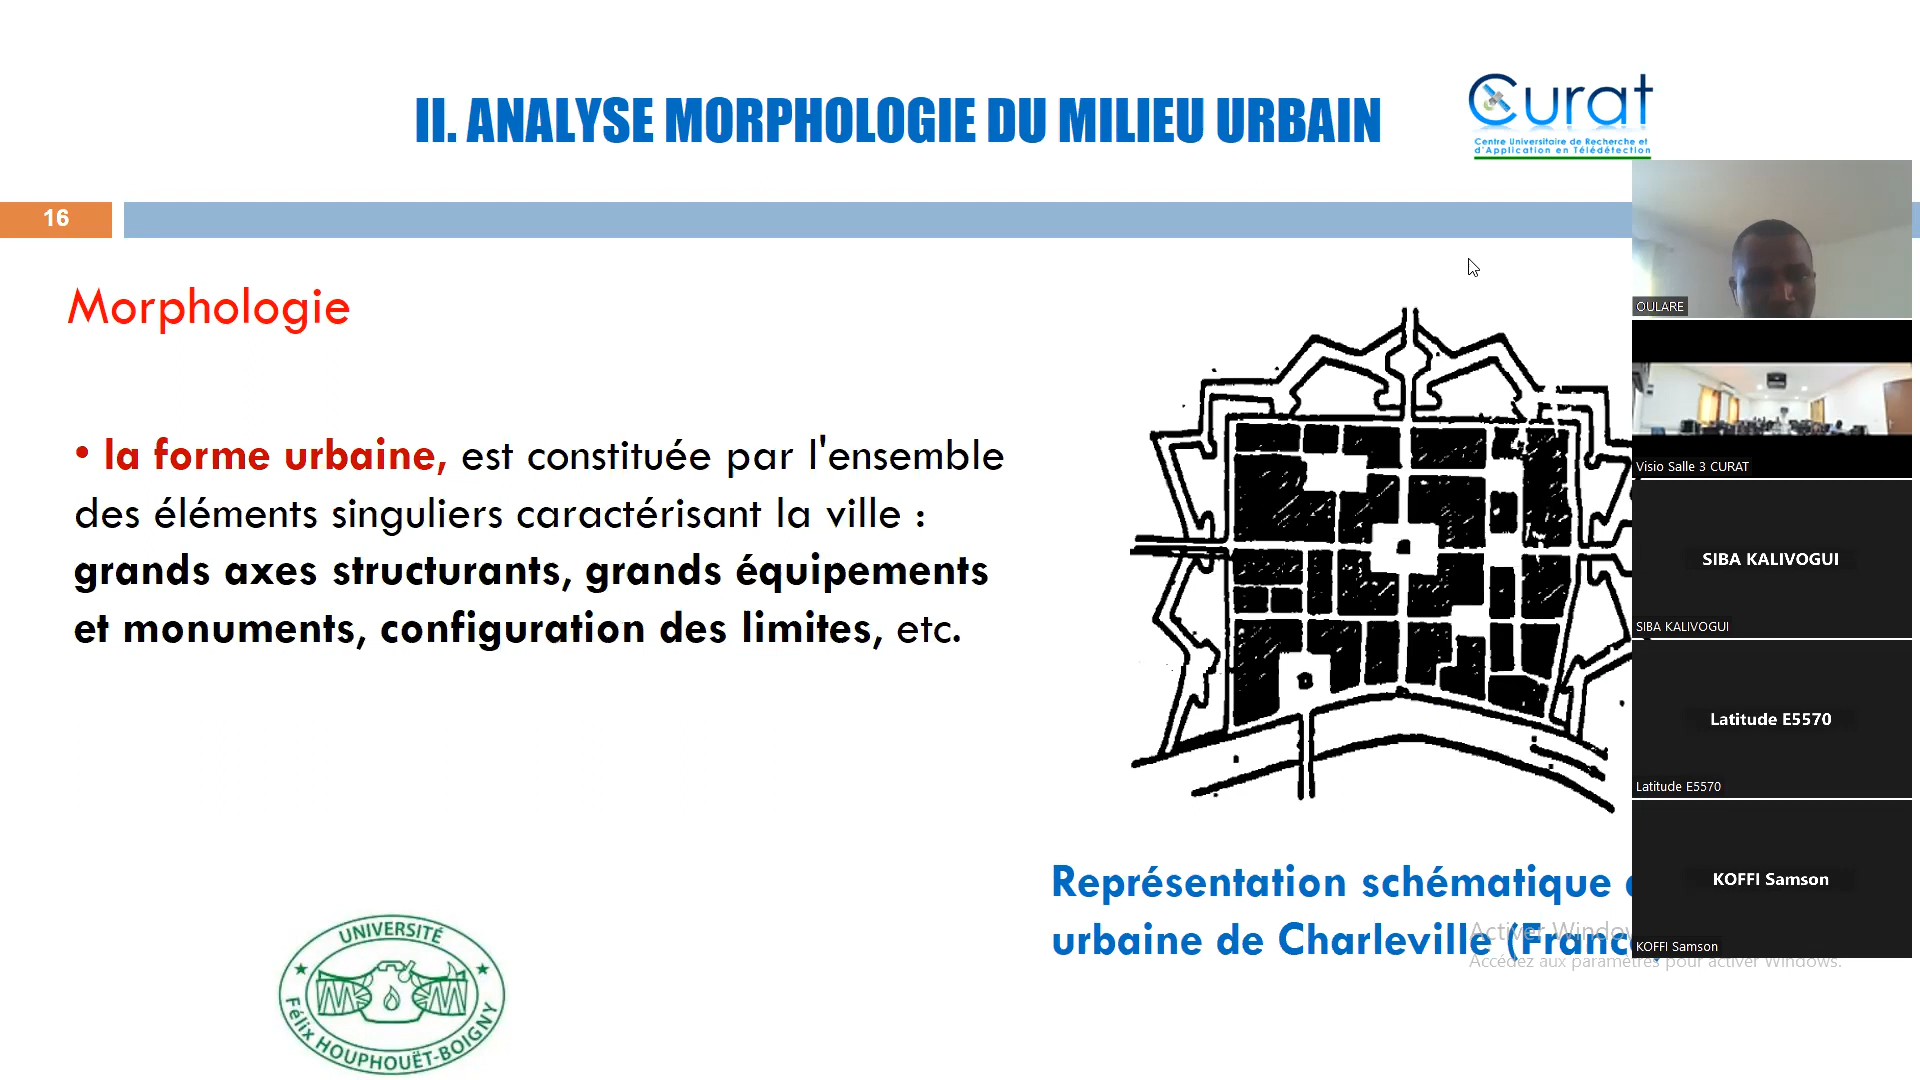 II. ANALYSE MORPHOLOGIE DU MILIEU URBAIN
Curat
Centre Universitaire de Recherche et
d'Application en Télédétection
16
Morphologie
• la forme urbaine, est constituée par l'ensemble
des éléments singuliers caractérisant la ville :
grands axes structurants, grands équipements
et monuments, configuration des limites, etc.
Représentation schématique
urbaine de Charleville (Franc
UNIVERSITÉ
Félix HOUPHOUËT-BOIGNY
OULARE
Visio Salle 3 CURAT
SIBA KALIVOGUI
SIBA KALIVOGUI
Latitude E5570
Latitude E5570
KOFFI Samson
KOFFI Samson
Activer Windo
Accédez aux paramètres pour activer Windows.